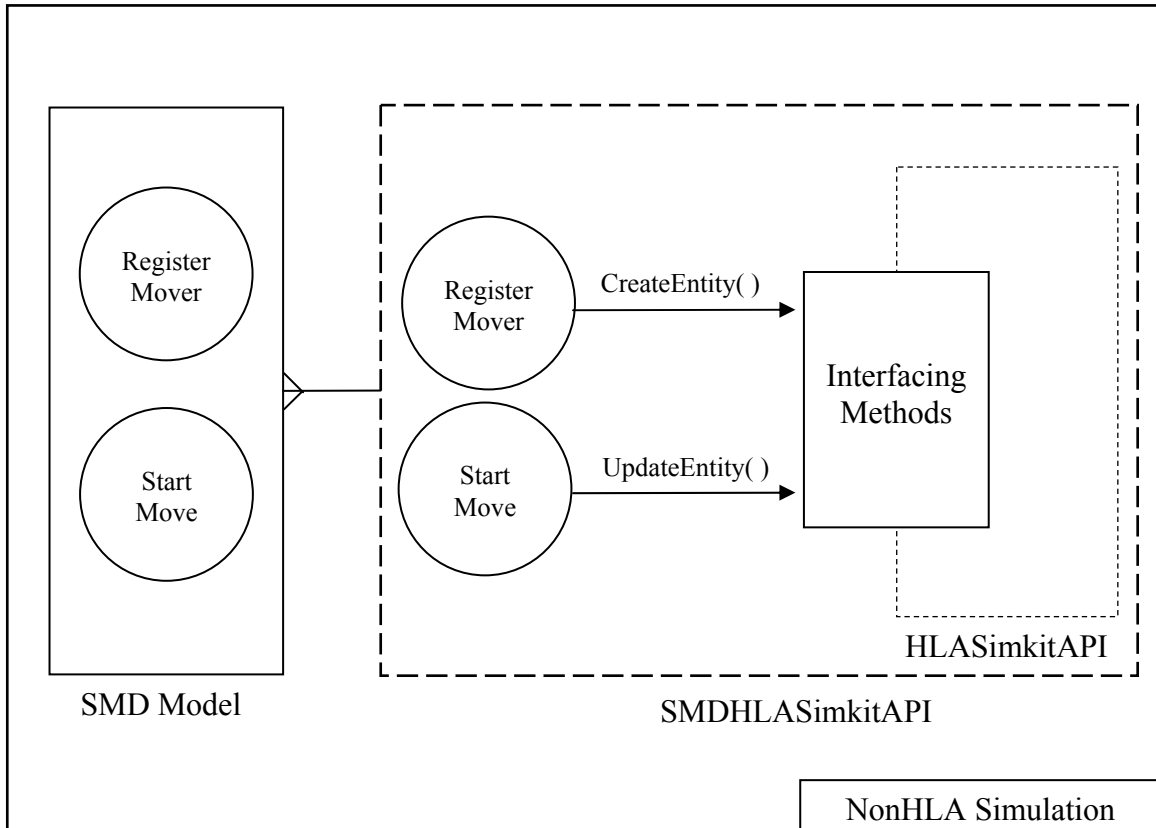 Register
Mover
Start
Move
SMD Model
Register
Mover
CreateEntity( )
Start
Move
UpdateEntity( )
Interfacing
Methods
HLASimkitAPI
SMDHLASimkitAPI
NonHLA Simulation